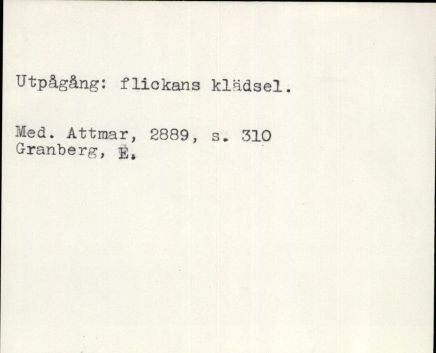 Utpågång: flickans klädsel.
Med. Attmar, 2889, s. 310
Granberg, E.